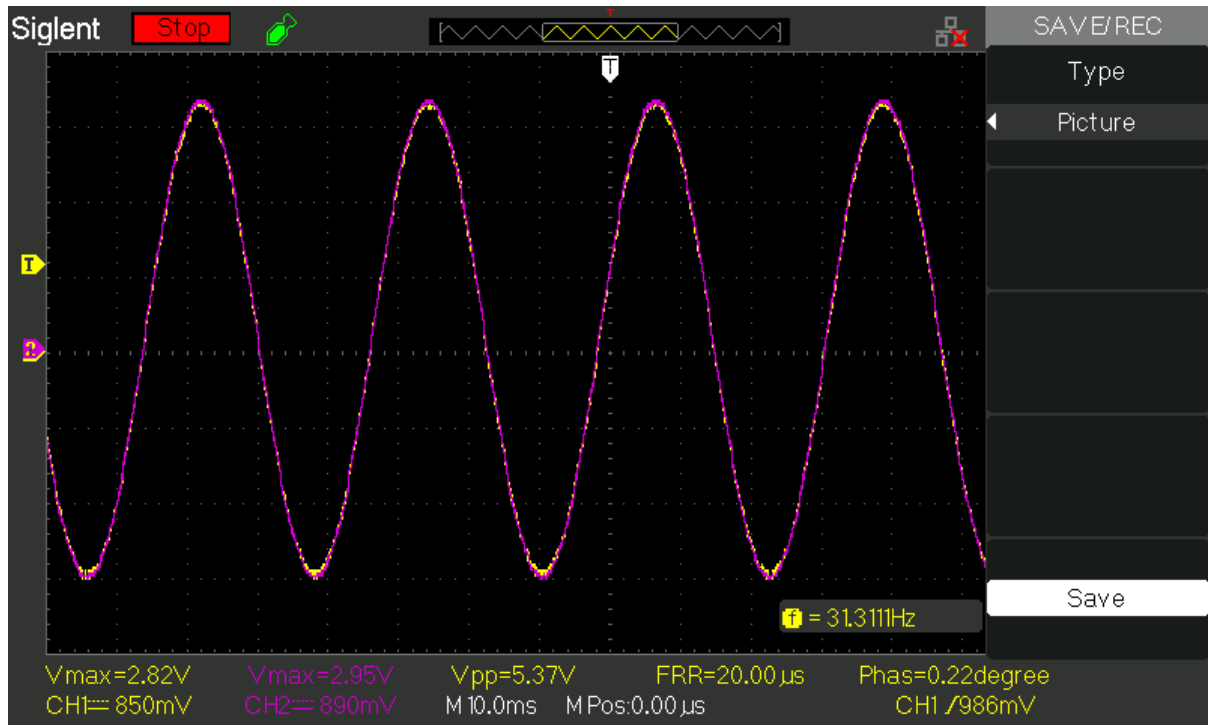 Siglent Stop SAVE/REC
T
Type
T
Picture
T
2
f = 31.3111Hz
Save
Vmax=2.82V Vmax=2.95V Vpp=5.37V FRR=20.00µs Phas=0.22degree
CH1 850mV CH2 890mV M 10.0ms M Pos:0.00µs CH1 986mV